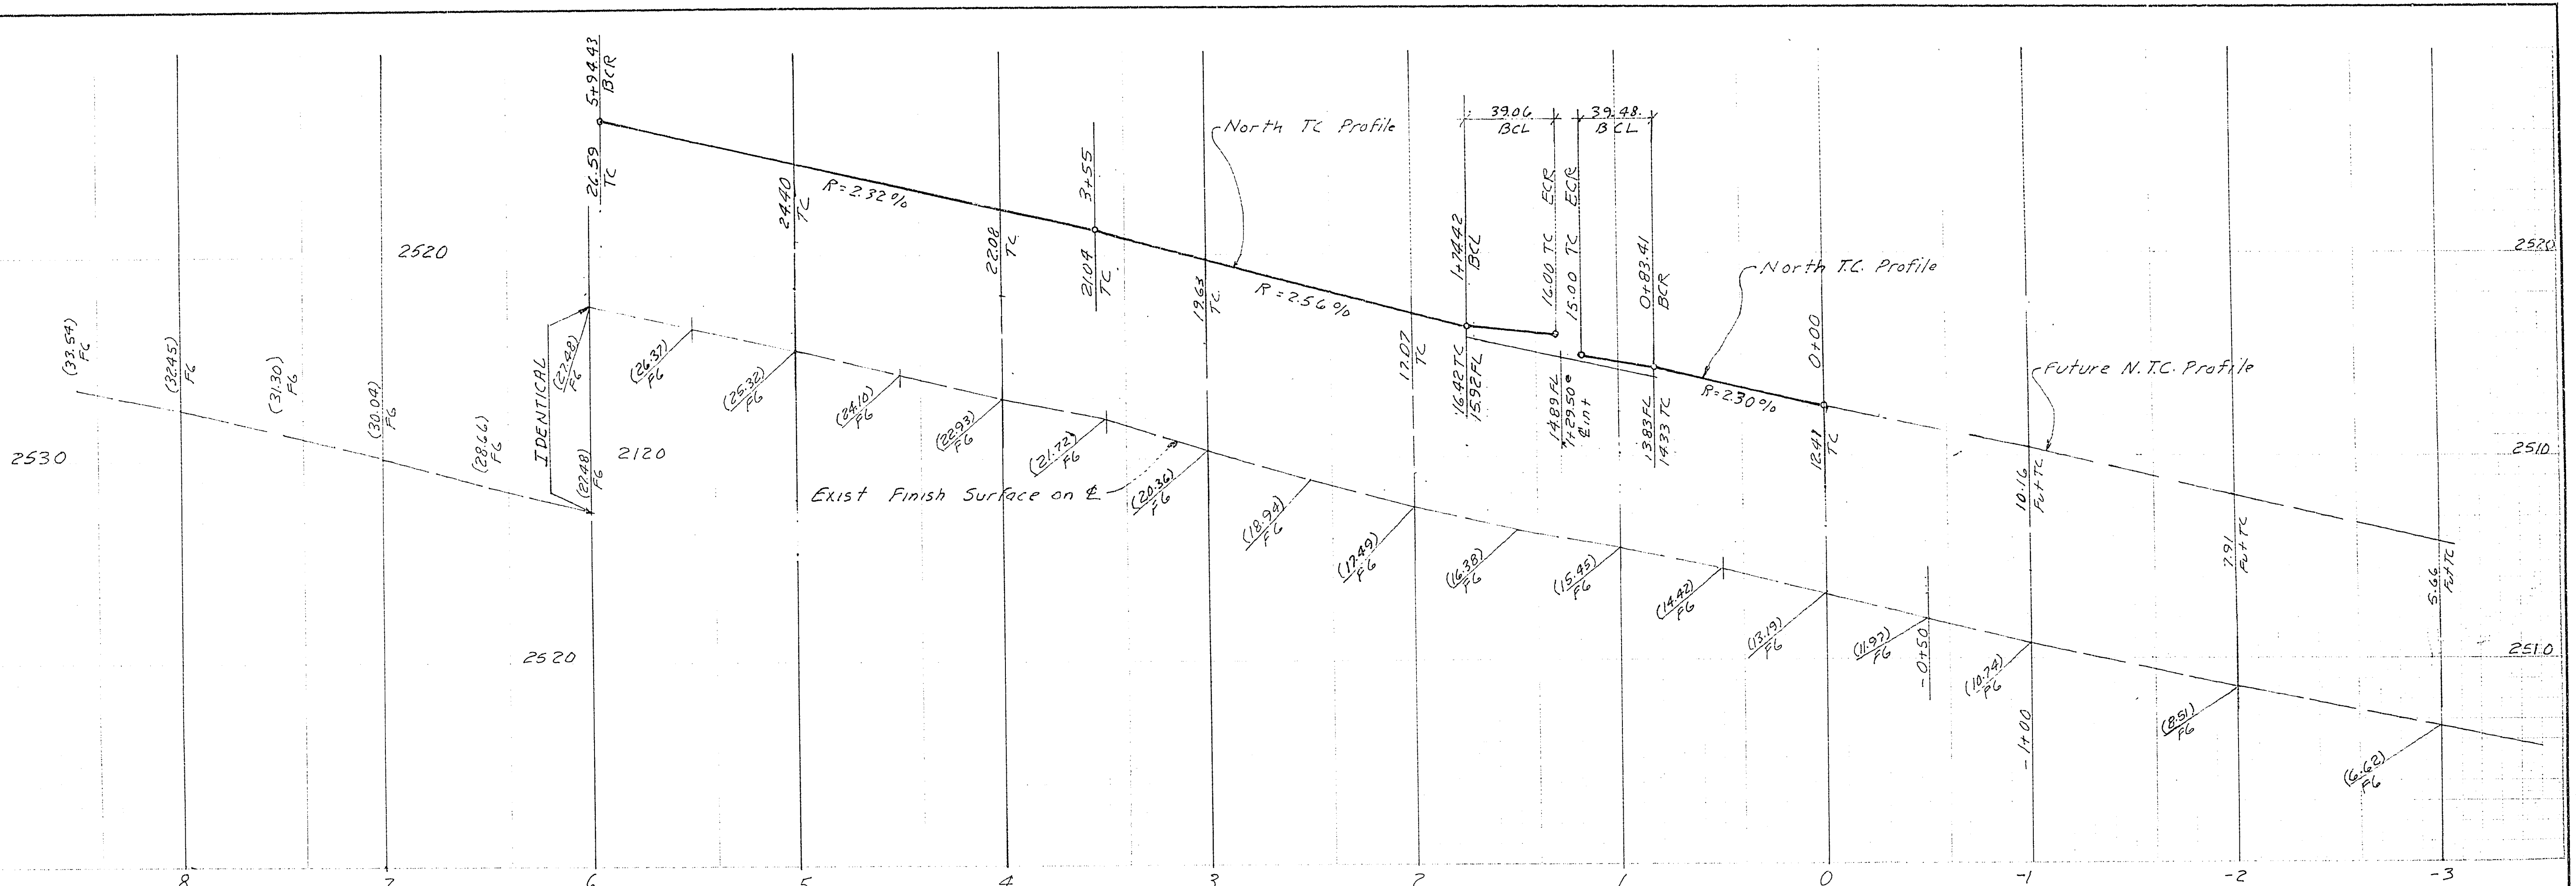 5+94.43
BCR
26.59
TC
R=2.32%
24.40
TC
22.08
TC
3+55
21.04
TC
North TC Profile
19.63
TC
R=2.56%
17.07
TC
39.06
BCL
39.48
BCL
1+74.42
BCL
16.42 TC
15.92 FL
16.00 TC ECR
15.00 TC ECR
14.89 FL
1+29.50 @
℄ int
0+83.41
BCR
13.83 FL
14.33 TC
North T.C. Profile
R=2.30%
0+00
12.41
TC
Future N.T.C. Profile
10.16
Fut TC
7.91
Fut TC
5.66
Fut TC
2520
2520
2510
2530
2120
2520
2510
(33.54)
FG
(32.45)
FG
(31.30)
FG
(30.04)
FG
(28.66)
FG
IDENTICAL
(27.48)
FG
(27.48)
FG
(26.37)
FG
(25.32)
FG
(24.10)
FG
(22.93)
FG
(21.72)
FG
Exist Finish Surface on ℄
(20.36)
FG
(18.94)
FG
(17.49)
FG
(16.38)
FG
(15.45)
FG
(14.42)
FG
(13.19)
FG
(11.97)
FG
-0+50
(10.74)
FG
-1+00
(8.51)
FG
(6.62)
FG
8 7 6 5 4 3 2 1 0 -1 -2 -3